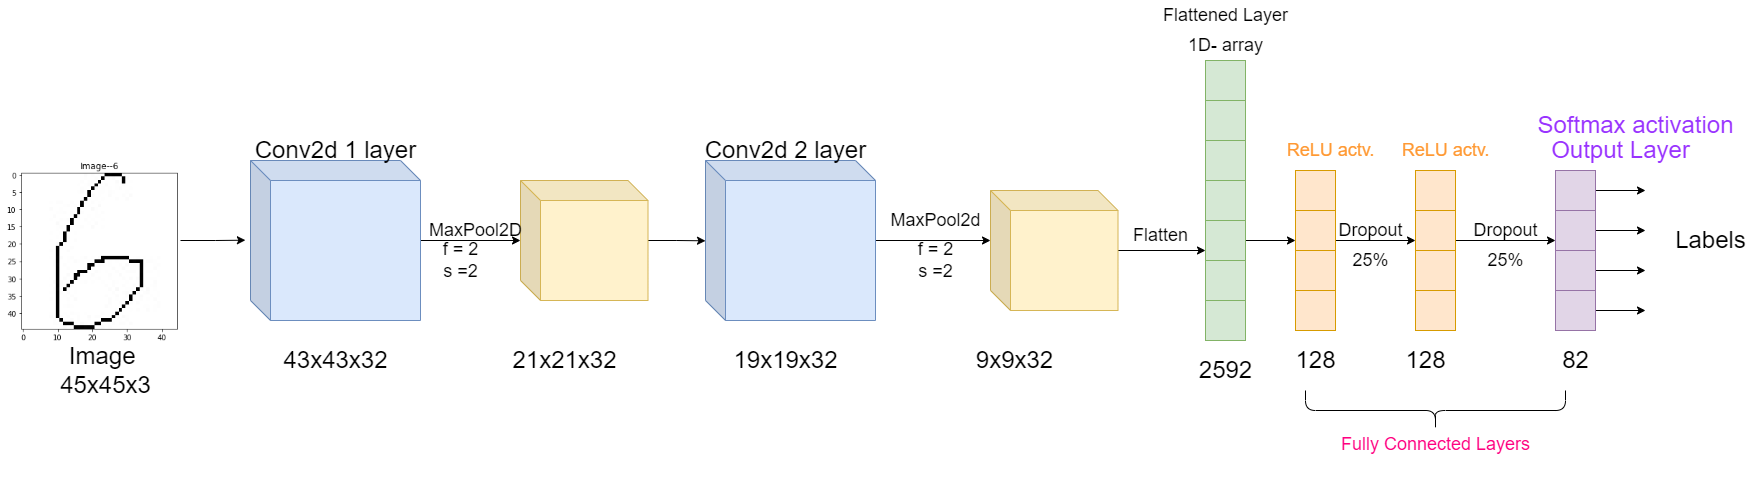 Flattened Layer
1D- array
Softmax activation
Output Layer
Conv2d 1 layer
Conv2d 2 layer
ReLU actv.
ReLU actv.
Image--6
0
5
10
15
20
25
30
35
40
0
10
20
30
40
MaxPool2D
f = 2
s =2
MaxPool2d
f = 2
s =2
Flatten
Dropout
25%
Dropout
25%
Labels
Image
45x45x3
43x43x32
21x21x32
19x19x32
9x9x32
2592
128
128
82
Fully Connected Layers